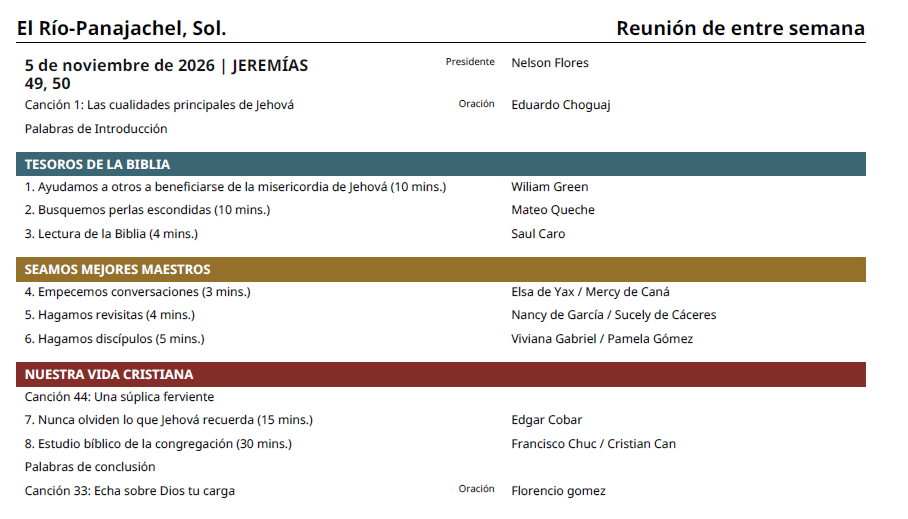 El Río-Panajachel, Sol. Reunión de entre semana
5 de noviembre de 2026 | JEREMÍAS Presidente Nelson Flores
49, 50
Canción 1: Las cualidades principales de Jehová Oración Eduardo Choguaj
Palabras de Introducción
TESOROS DE LA BIBLIA
1. Ayudamos a otros a beneficiarse de la misericordia de Jehová (10 mins.) Wiliam Green
2. Busquemos perlas escondidas (10 mins.) Mateo Queche
3. Lectura de la Biblia (4 mins.) Saul Caro
SEAMOS MEJORES MAESTROS
4. Empecemos conversaciones (3 mins.) Elsa de Yax / Mercy de Caná
5. Hagamos revisitas (4 mins.) Nancy de García / Sucely de Cáceres
6. Hagamos discípulos (5 mins.) Viviana Gabriel / Pamela Gómez
NUESTRA VIDA CRISTIANA
Canción 44: Una súplica ferviente
7. Nunca olviden lo que Jehová recuerda (15 mins.) Edgar Cobar
8. Estudio bíblico de la congregación (30 mins.) Francisco Chuc / Cristian Can
Palabras de conclusión
Canción 33: Echa sobre Dios tu carga Oración Florencio gomez